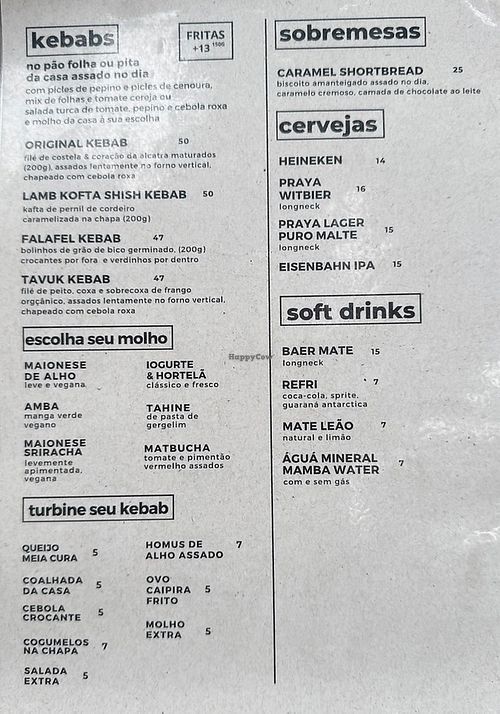 kebabs
FRITAS
+13 150G
no pão folha ou pita
da casa assado no dia
com picles de pepino e picles de cenoura,
mix de folhas e tomate cereja ou
salada turca de tomate, pepino e cebola roxa
e molho da casa à sua escolha
ORIGINAL KEBAB 50
filé de costela & coração da alcatra maturados
(200g), assados lentamente no forno vertical,
chapeado com cebola roxa
LAMB KOFTA SHISH KEBAB 50
kafta de pernil de cordeiro
caramelizada na chapa (200g)
FALAFEL KEBAB 47
bolinhos de grão de bico germinado, (200g)
crocantes por fora e verdinhos por dentro
TAVUK KEBAB 47
filé de peito, coxa e sobrecoxa de frango
orgçânico, assados lentamente no forno vertical,
chapeado com cebola roxa
escolha seu molho
MAIONESE
DE ALHO
leve e vegana
AMBA
manga verde
vegano
MAIONESE
SRIRACHA
levemente
apimentada,
vegana
IOGURTE
& HORTELÃ
clássico e fresco
TAHINE
de pasta de
gergelim
MATBUCHA
tomate e pimentão
vermelho assados
turbine seu kebab
QUEIJO
MEIA CURA 5
COALHADA
DA CASA 5
CEBOLA
CROCANTE 5
COGUMELOS
NA CHAPA 7
SALADA
EXTRA 5
HOMUS DE
ALHO ASSADO 7
OVO
CAIPIRA
FRITO 5
MOLHO
EXTRA 5
sobremesas
CARAMEL SHORTBREAD 25
biscoito amanteigado assado no dia,
caramelo cremoso, camada de chocolate ao leite
cervejas
HEINEKEN 14
PRAYA
WITBIER 16
longneck
PRAYA LAGER
PURO MALTE 15
longneck
EISENBAHN IPA 15
soft drinks
BAER MATE 15
longneck
REFRI 7
coca-cola, sprite,
guaraná antarctica
MATE LEÃO 7
natural e limão
ÁGUÁ MINERAL
MAMBA WATER 7
com e sem gás
HappyCow